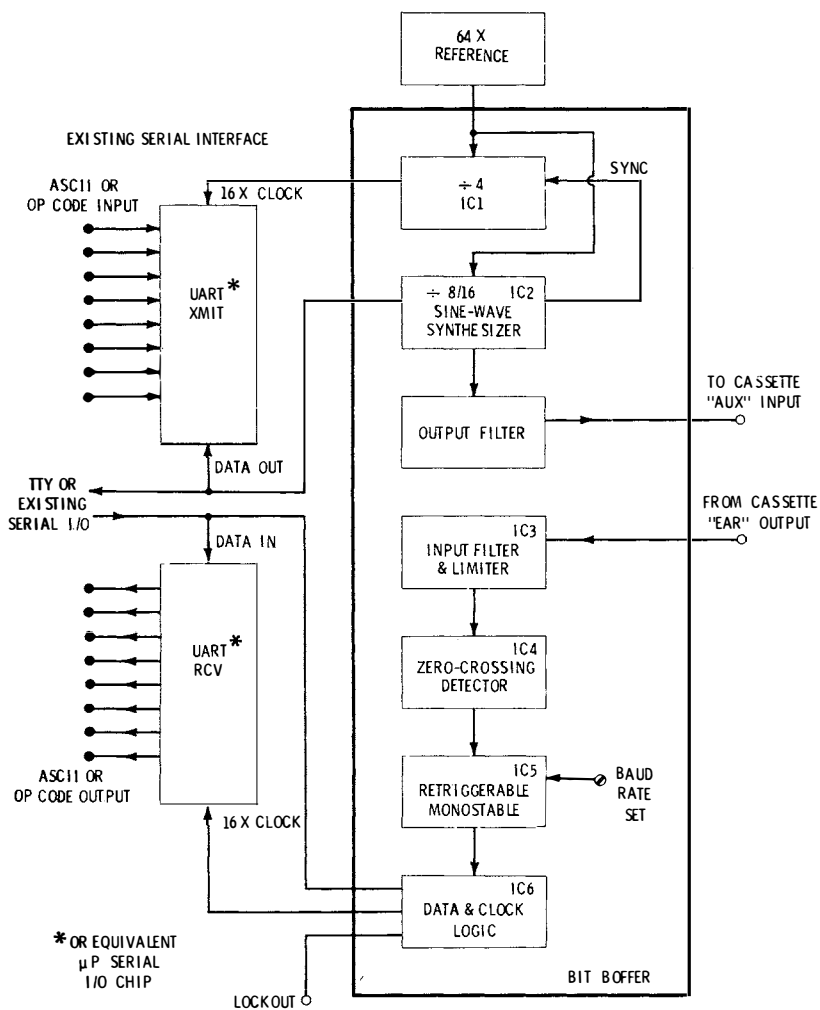 64 X
REFERENCE
EXISTING SERIAL INTERFACE
ASCII OR
OP CODE INPUT
16 X CLOCK
÷ 4
IC1
SYNC
UART *
XMIT
÷ 8/16 IC2
SINE-WAVE
SYNTHESIZER
OUTPUT FILTER
TO CASSETTE
"AUX" INPUT
DATA OUT
TTY OR
EXISTING
SERIAL I/O
DATA IN
FROM CASSETTE
"EAR" OUTPUT
IC3
INPUT FILTER
& LIMITER
UART *
RCV
IC4
ZERO-CROSSING
DETECTOR
IC5
RETRIGGERABLE
MONOSTABLE
BAUD
RATE
SET
ASCII OR
OP CODE OUTPUT
16 X CLOCK
IC6
DATA & CLOCK
LOGIC
* OR EQUIVALENT
µP SERIAL
I/O CHIP
LOCKOUT
BIT BOFFER